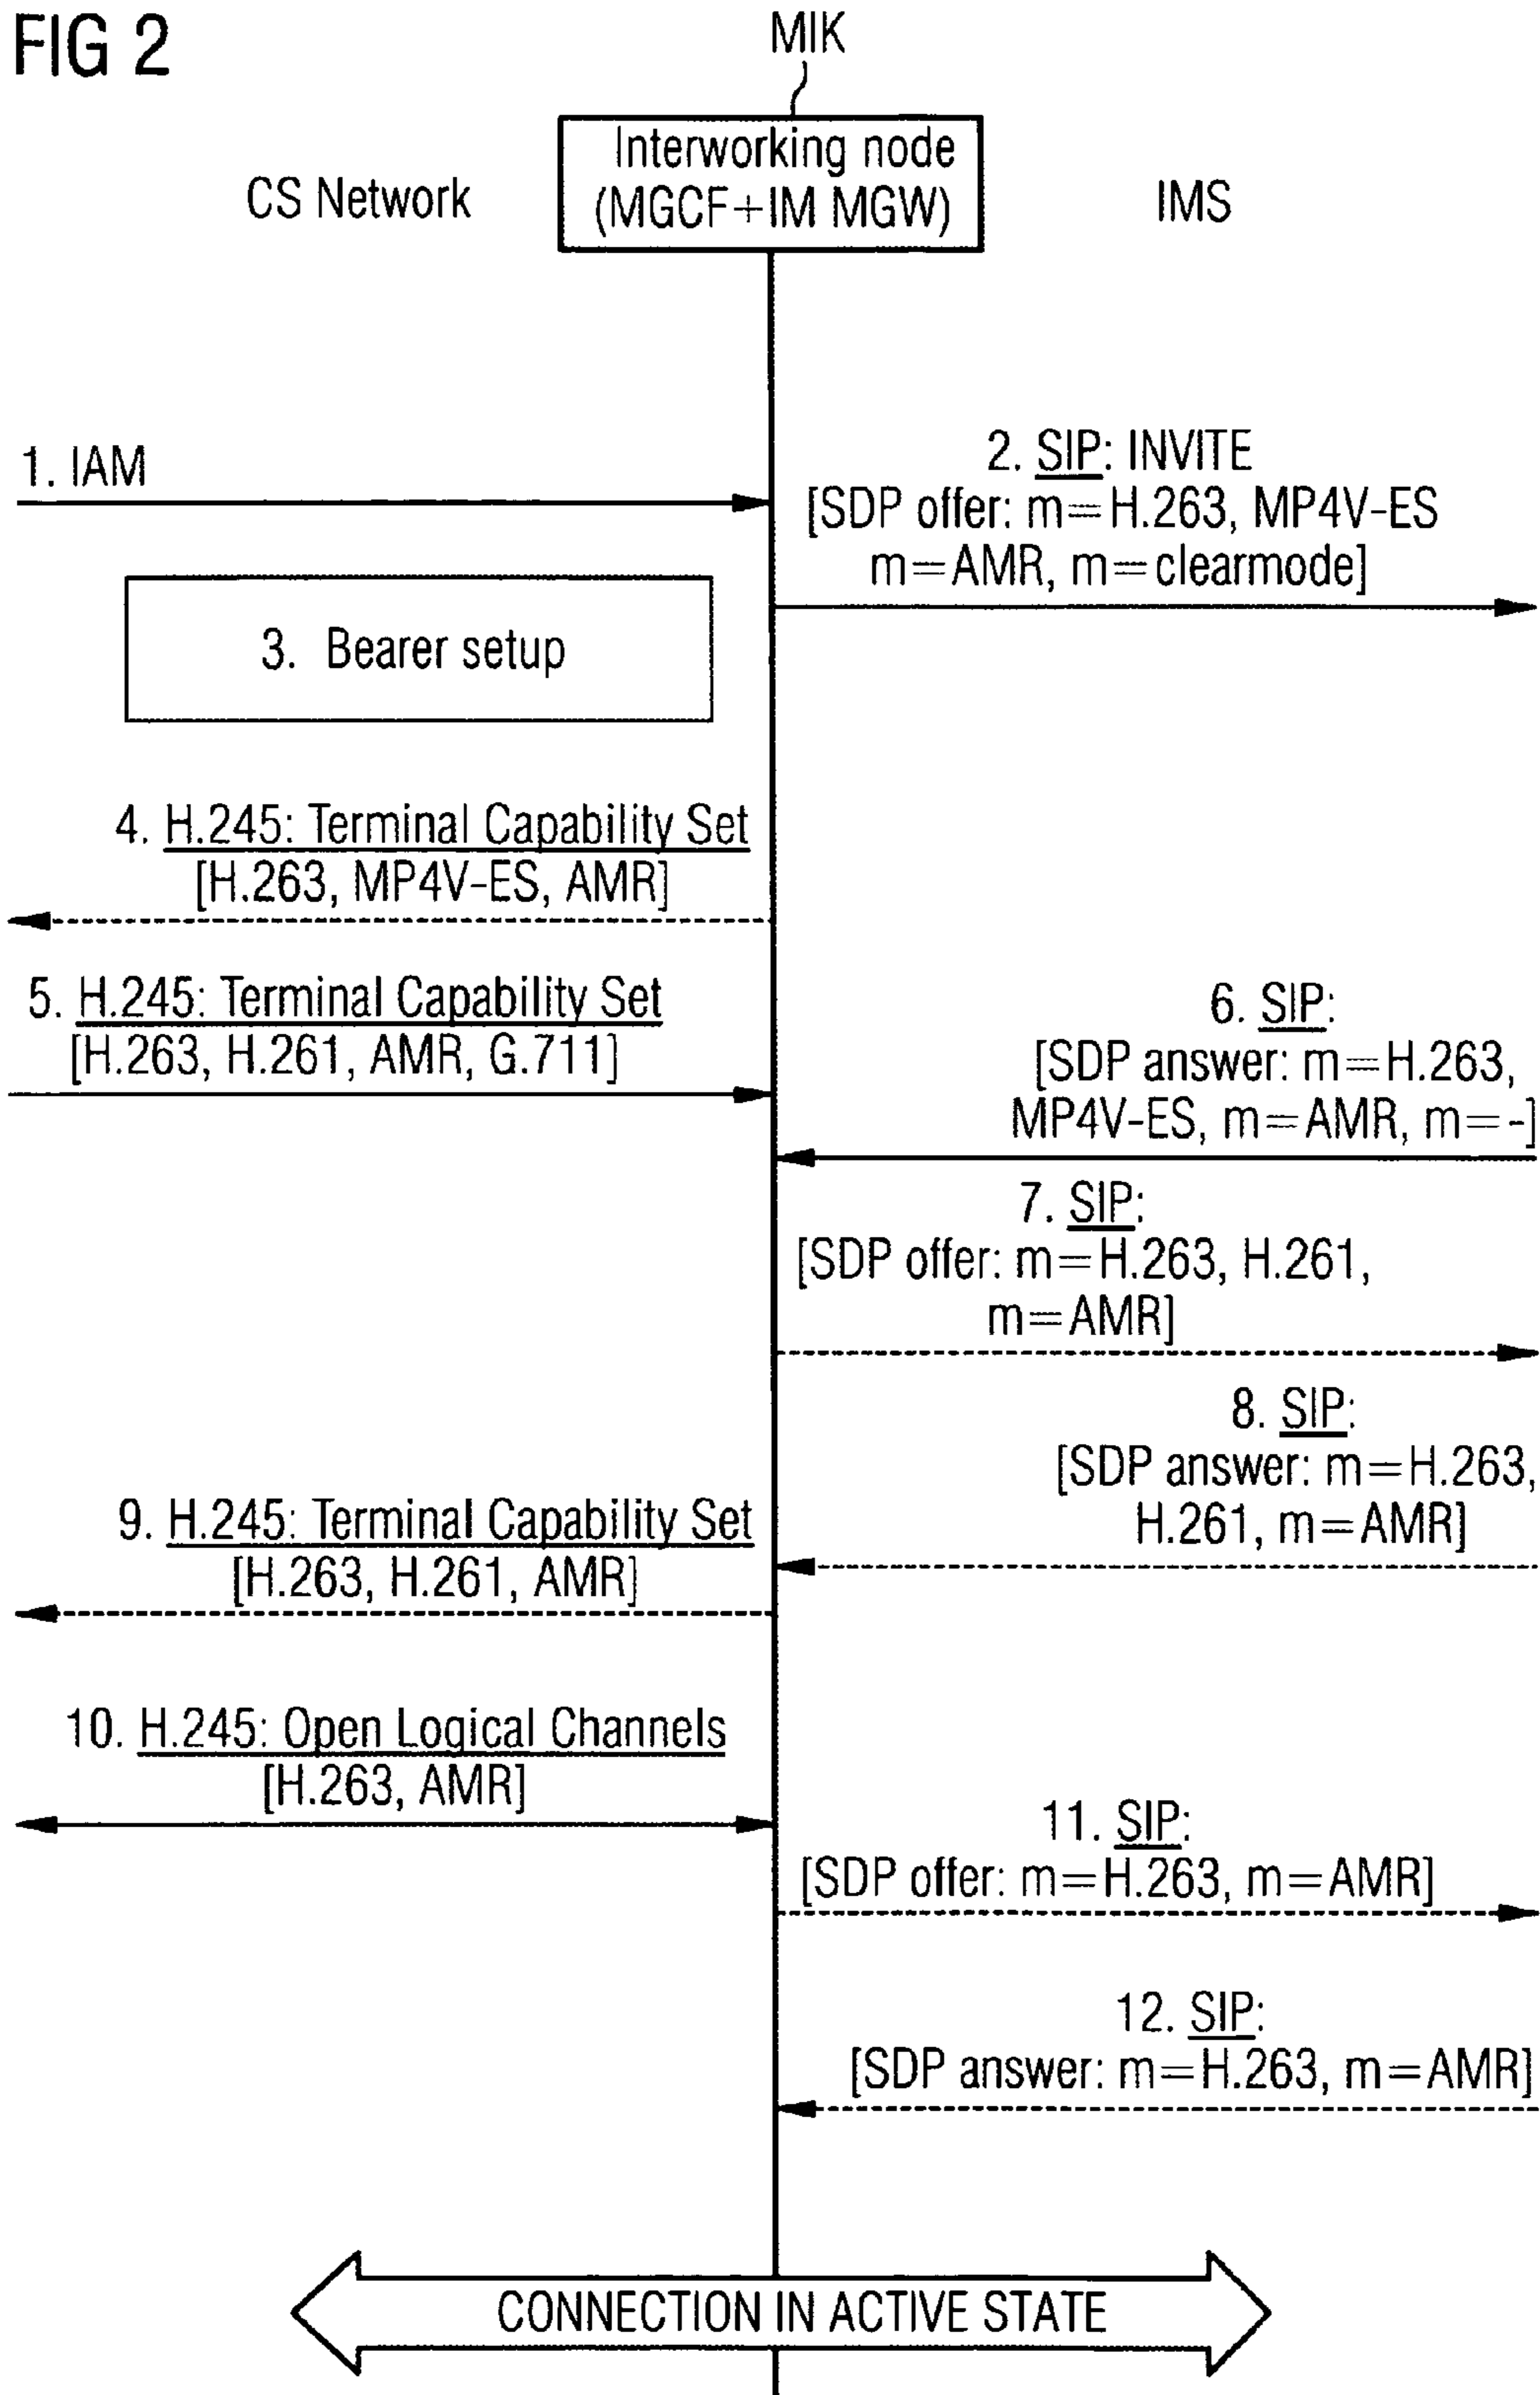 FIG 2
MIK
Interworking node
(MGCF+IM MGW)
CS Network
IMS
1. IAM
2. SIP: INVITE
[SDP offer: m=H.263, MP4V-ES
m=AMR, m=clearmode]
3. Bearer setup
4. H.245: Terminal Capability Set
[H.263, MP4V-ES, AMR]
5. H.245: Terminal Capability Set
[H.263, H.261, AMR, G.711]
6. SIP:
[SDP answer: m=H.263,
MP4V-ES, m=AMR, m=-]
7. SIP:
[SDP offer: m=H.263, H.261,
m=AMR]
8. SIP:
[SDP answer: m=H.263,
H.261, m=AMR]
9. H.245: Terminal Capability Set
[H.263, H.261, AMR]
10. H.245: Open Logical Channels
[H.263, AMR]
11. SIP:
[SDP offer: m=H.263, m=AMR]
12. SIP:
[SDP answer: m=H.263, m=AMR]
CONNECTION IN ACTIVE STATE